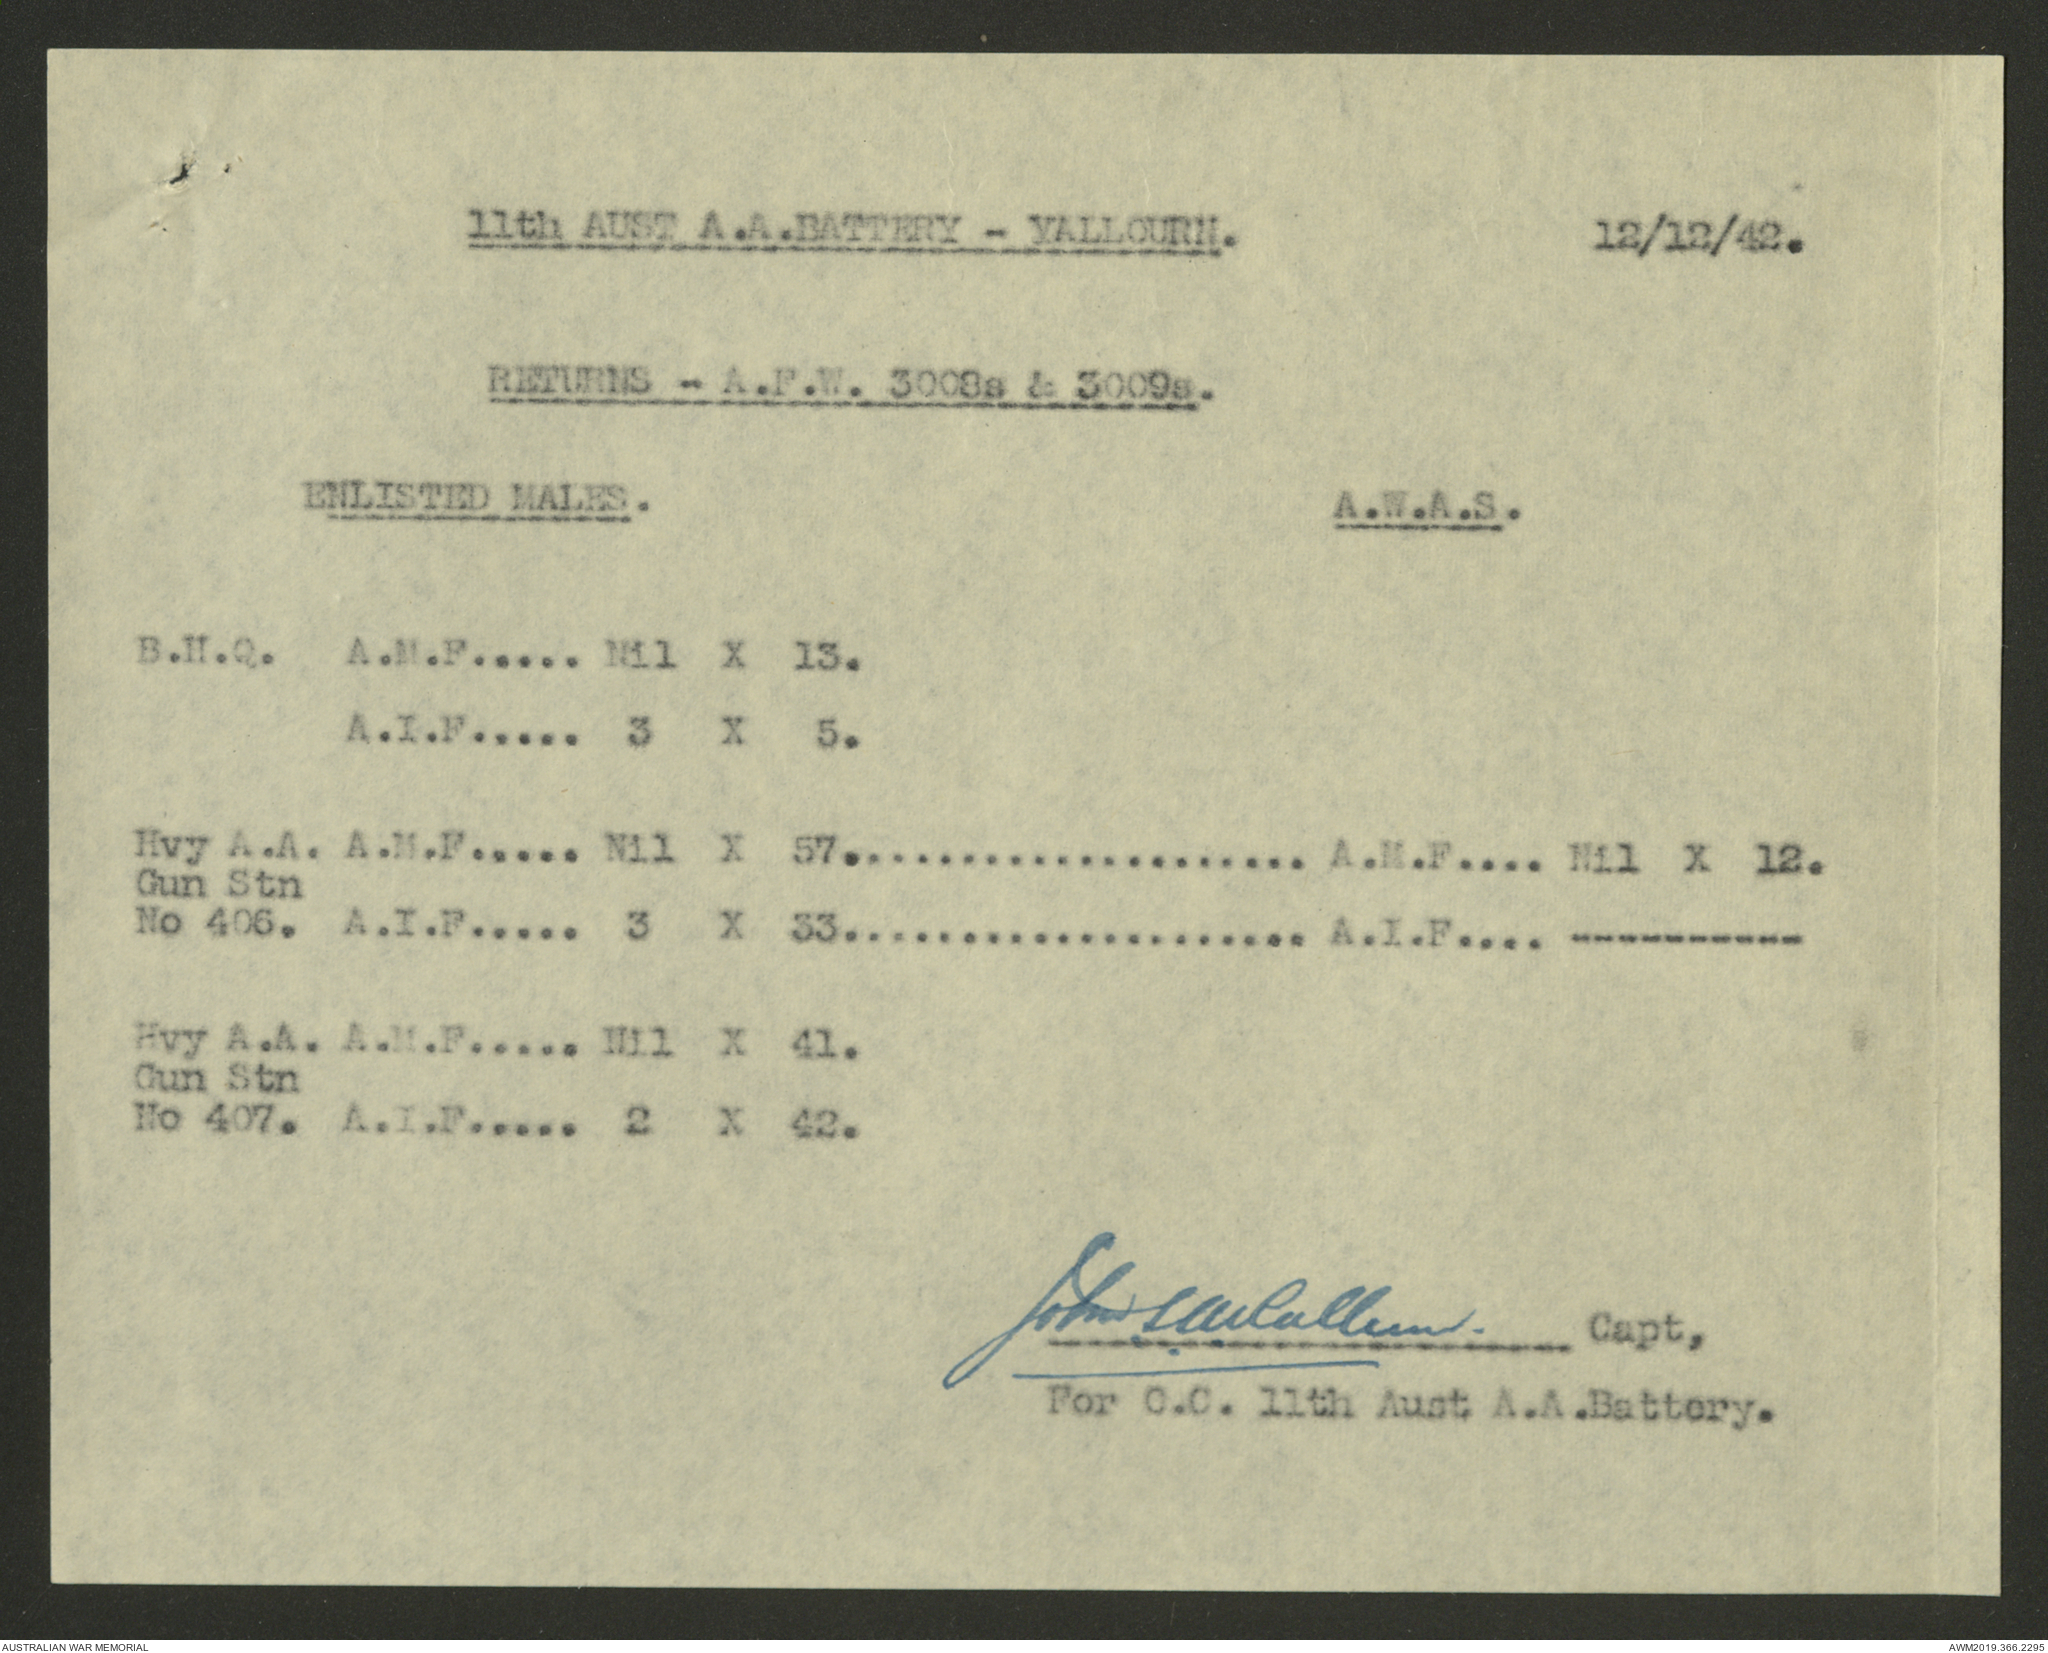 11th AUST A.A.BATTERY - YALLOURN. 12/12/42.
RETURNS - A.F.W. 3008s & 3009s.
ENLISTED MALES. A.W.A.S.
B.H.Q. A.M.F..... Nil X 13.
A.I.F..... 3 X 5.
Hvy A.A. A.M.F..... Nil X 57.................... A.M.F.... Nil X 12.
Gun Stn
No 406. A.I.F..... 3 X 33.................... A.I.F.... ----------
Hvy A.A. A.M.F..... Nil X 41.
Gun Stn
No 407. A.I.F..... 2 X 42.
John S McCallum. Capt,
For O.C. 11th Aust A.A.Battery.
AUSTRALIAN WAR MEMORIAL AWM2019.366.2295